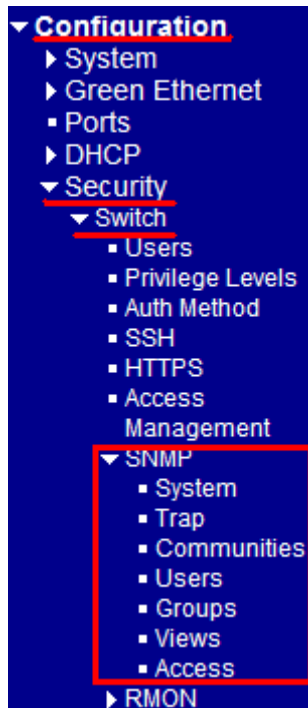 Configuration
System
Green Ethernet
Ports
DHCP
Security
Switch
Users
Privilege Levels
Auth Method
SSH
HTTPS
Access
Management
SNMP
System
Trap
Communities
Users
Groups
Views
Access
RMON